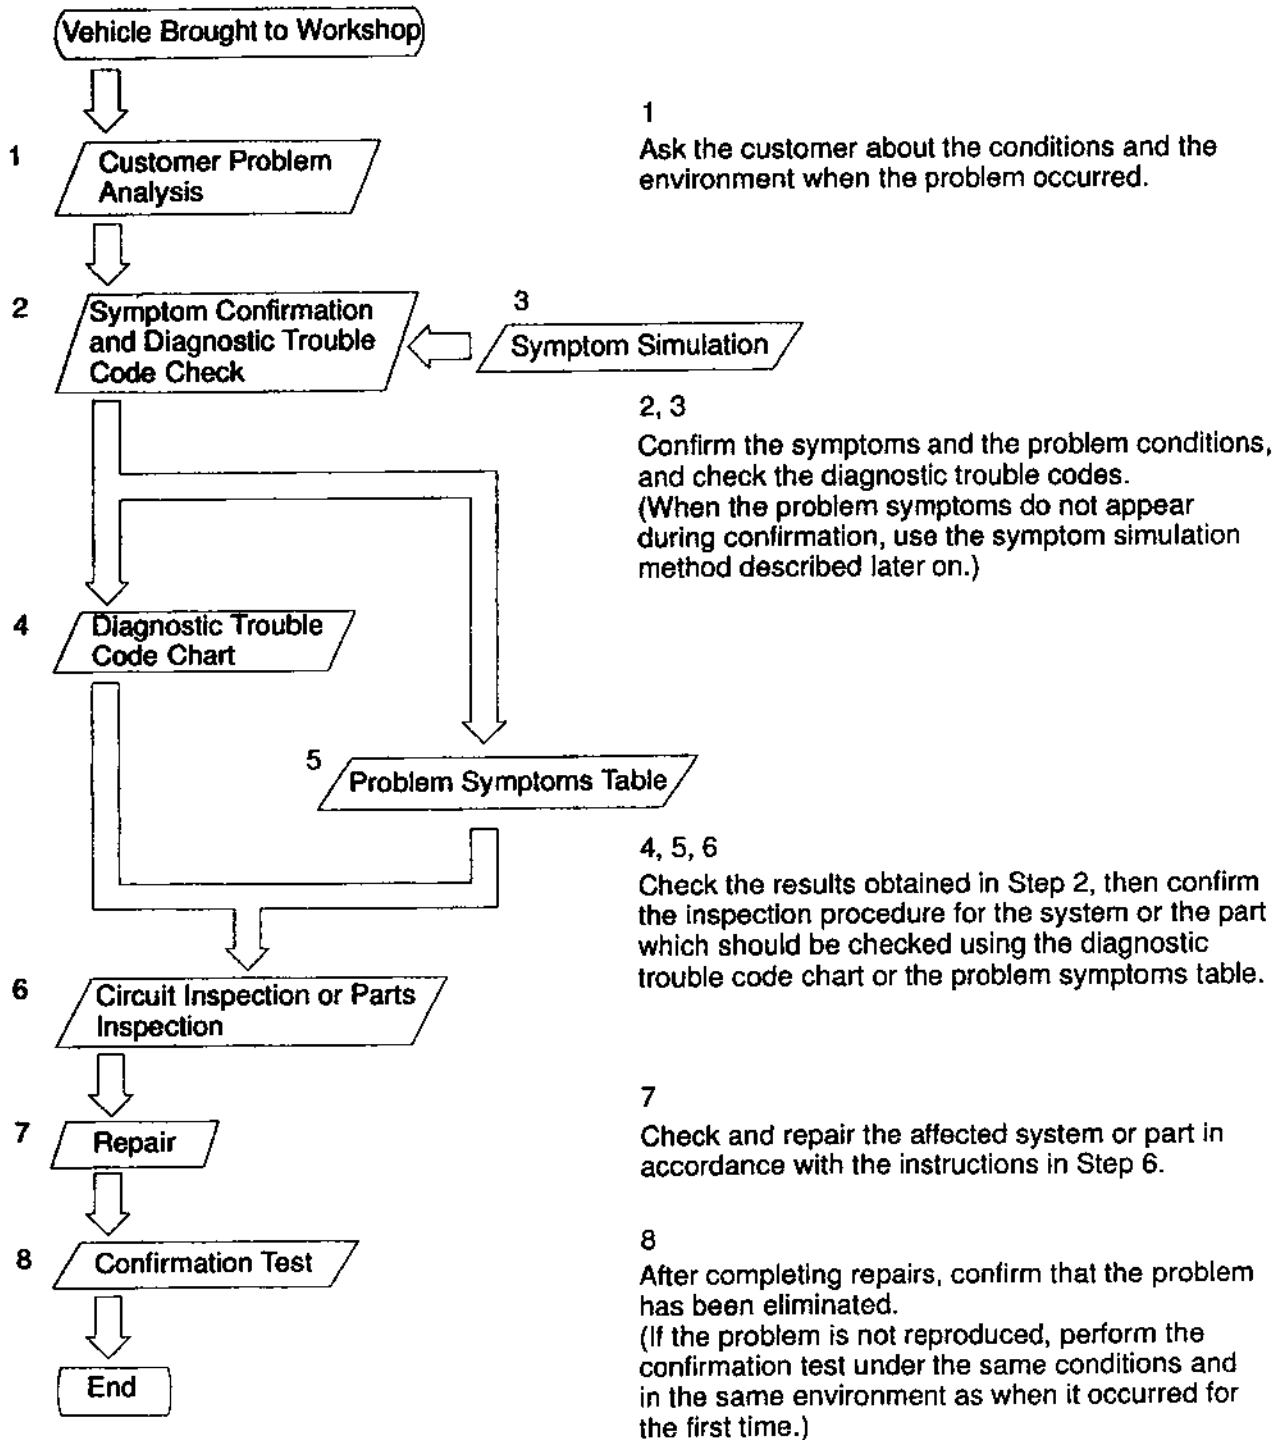 Vehicle Brought to Workshop
1
Customer Problem
Analysis
1
Ask the customer about the conditions and the
environment when the problem occurred.
2
Symptom Confirmation
and Diagnostic Trouble
Code Check
3
Symptom Simulation
2, 3
Confirm the symptoms and the problem conditions,
and check the diagnostic trouble codes.
(When the problem symptoms do not appear
during confirmation, use the symptom simulation
method described later on.)
4
Diagnostic Trouble
Code Chart
5
Problem Symptoms Table
4, 5, 6
Check the results obtained in Step 2, then confirm
the inspection procedure for the system or the part
which should be checked using the diagnostic
trouble code chart or the problem symptoms table.
6
Circuit Inspection or Parts
Inspection
7
Repair
7
Check and repair the affected system or part in
accordance with the instructions in Step 6.
8
Confirmation Test
8
After completing repairs, confirm that the problem
has been eliminated.
(If the problem is not reproduced, perform the
confirmation test under the same conditions and
in the same environment as when it occurred for
the first time.)
End